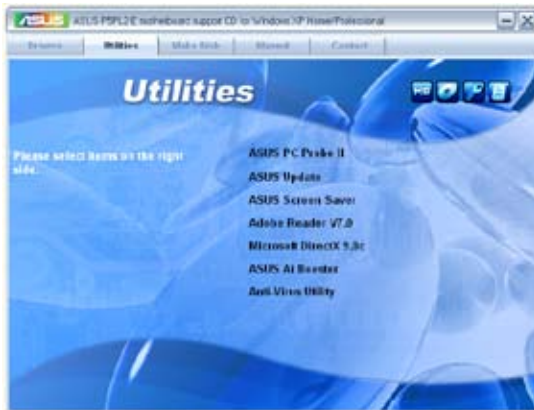 ASUS
ASUS P5PL2-E motherboard support CD for Windows XP Home/Professional
Drivers Utilities Make Disk Manual Contact
Utilities
Please select items on the right
side.
ASUS PC Probe II
ASUS Update
ASUS Screen Saver
Adobe Reader V7.0
Microsoft DirectX 9.0c
ASUS AI Booster
Anti-Virus Utility